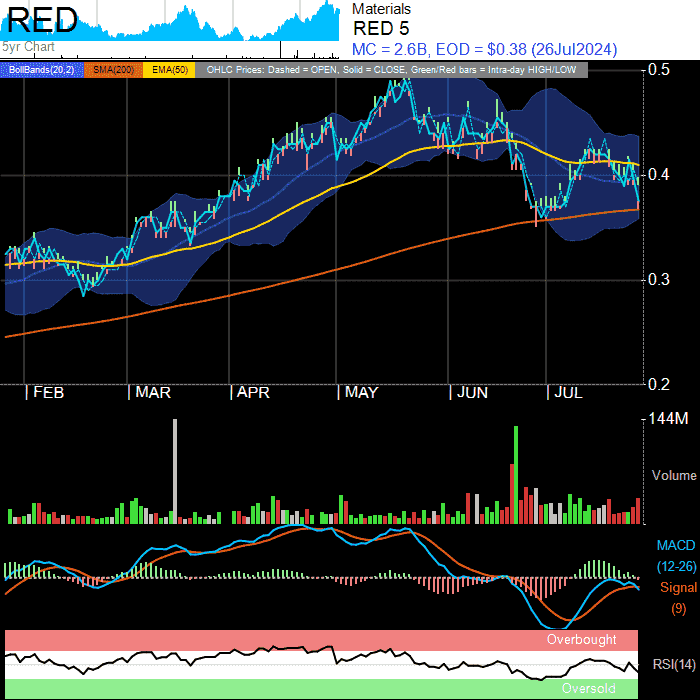 RED
5yr Chart
Materials
RED 5
MC = 2.6B, EOD = $0.38 (26Jul2024)
BollBands(20,2) SMA(200) EMA(50) OHLC Prices: Dashed = OPEN, Solid = CLOSE, Green/Red bars = Intra-day HIGH/LOW
0.5
0.4
0.3
0.2
FEB MAR APR MAY JUN JUL
144M
Volume
MACD
(12-26)
Signal
(9)
Overbought
RSI(14)
Oversold